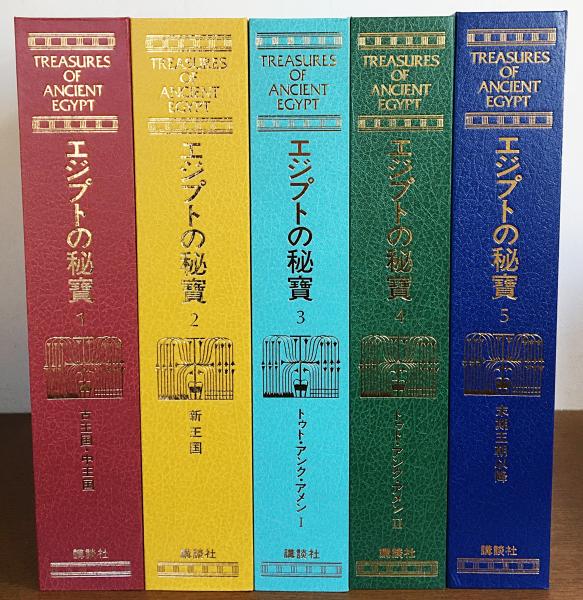 TREASURES
OF
ANCIENT
EGYPT
エジプトの秘寶
1
古王国・中王国
講談社
TREASURES
OF
ANCIENT
EGYPT
エジプトの秘寶
2
新王国
講談社
TREASURES
OF
ANCIENT
EGYPT
エジプトの秘寶
3
トゥト・アンク・アメン I
講談社
TREASURES
OF
ANCIENT
EGYPT
エジプトの秘寶
4
トゥト・アンク・アメン II
講談社
TREASURES
OF
ANCIENT
EGYPT
エジプトの秘寶
5
末期王朝以降
講談社